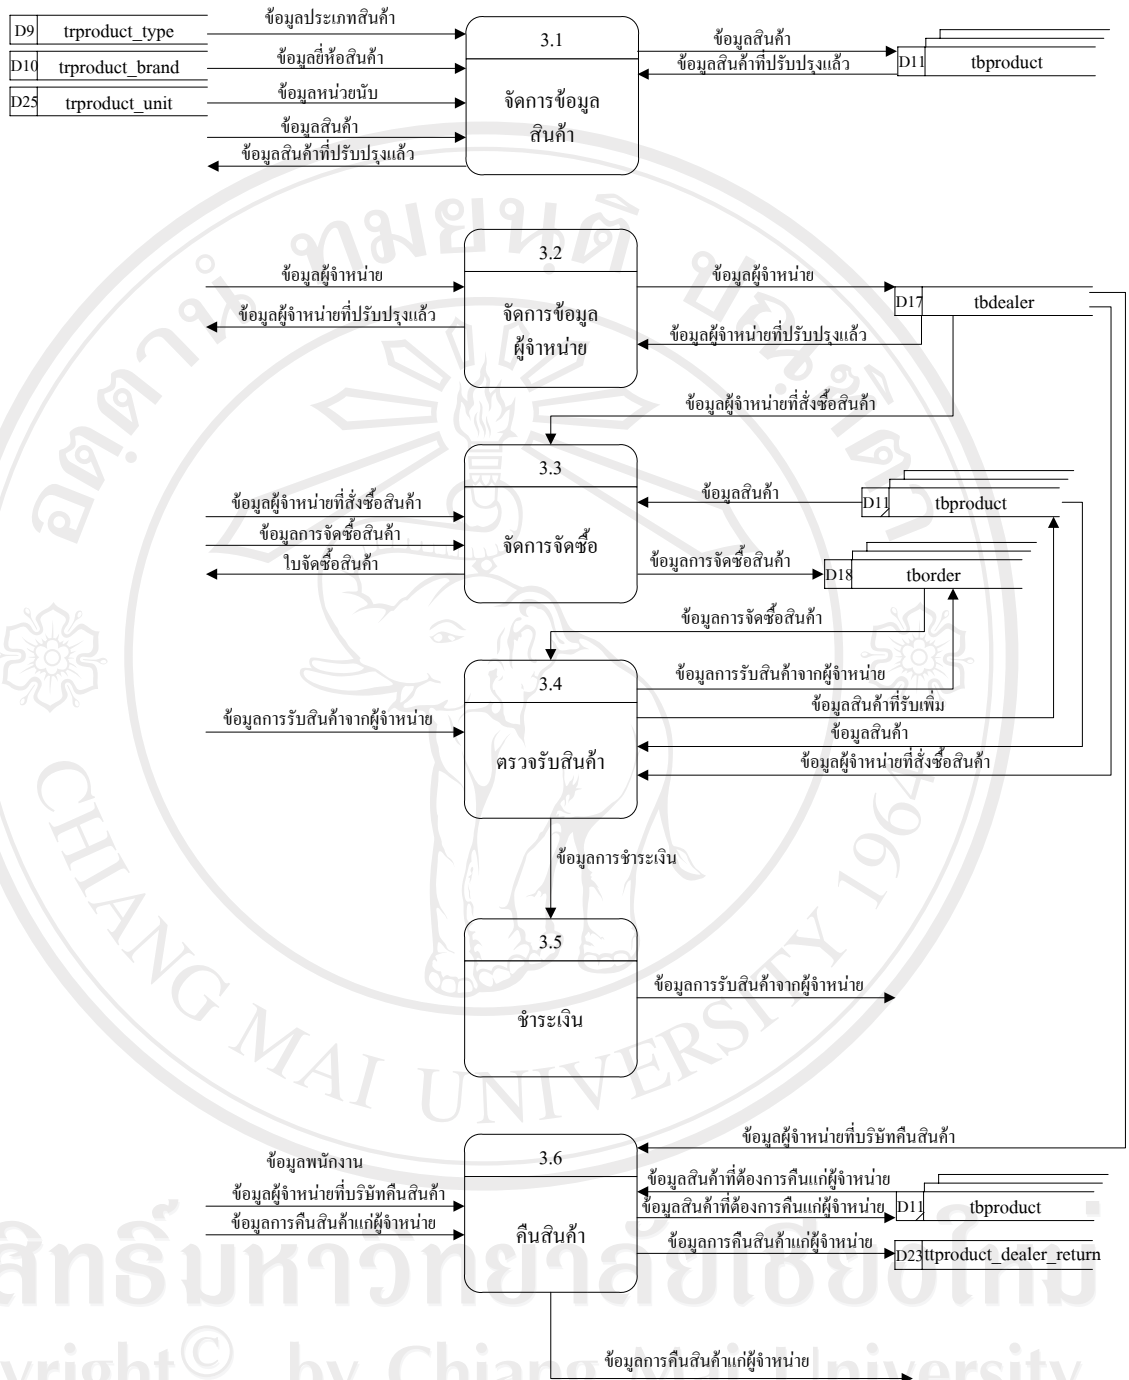 D9 trproduct_type
D10 trproduct_brand
D25 trproduct_unit
ข้อมูลประเภทสินค้า
ข้อมูลยี่ห้อสินค้า
ข้อมูลหน่วยนับ
ข้อมูลสินค้า
ข้อมูลสินค้าที่ปรับปรุงแล้ว
3.1
จัดการข้อมูล
สินค้า
ข้อมูลสินค้า
ข้อมูลสินค้าที่ปรับปรุงแล้ว
D11 tbproduct
ข้อมูลผู้จำหน่าย
ข้อมูลผู้จำหน่ายที่ปรับปรุงแล้ว
3.2
จัดการข้อมูล
ผู้จำหน่าย
ข้อมูลผู้จำหน่าย
ข้อมูลผู้จำหน่ายที่ปรับปรุงแล้ว
D17 tbdealer
ข้อมูลผู้จำหน่ายที่สั่งซื้อสินค้า
ข้อมูลผู้จำหน่ายที่สั่งซื้อสินค้า
ข้อมูลการจัดซื้อสินค้า
ใบจัดซื้อสินค้า
3.3
จัดการจัดซื้อ
ข้อมูลสินค้า
D11 tbproduct
ข้อมูลการจัดซื้อสินค้า
D18 tborder
ข้อมูลการจัดซื้อสินค้า
ข้อมูลการรับสินค้าจากผู้จำหน่าย
3.4
ตรวจรับสินค้า
ข้อมูลการรับสินค้าจากผู้จำหน่าย
ข้อมูลสินค้าที่รับเพิ่ม
ข้อมูลสินค้า
ข้อมูลผู้จำหน่ายที่สั่งซื้อสินค้า
ข้อมูลการชำระเงิน
3.5
ชำระเงิน
ข้อมูลการรับสินค้าจากผู้จำหน่าย
ข้อมูลผู้จำหน่ายที่บริษัทคืนสินค้า
ข้อมูลพนักงาน
ข้อมูลผู้จำหน่ายที่บริษัทคืนสินค้า
ข้อมูลการคืนสินค้าแก่ผู้จำหน่าย
3.6
คืนสินค้า
ข้อมูลสินค้าที่ต้องการคืนแก่ผู้จำหน่าย
ข้อมูลสินค้าที่ต้องการคืนแก่ผู้จำหน่าย
D11 tbproduct
ข้อมูลการคืนสินค้าแก่ผู้จำหน่าย
D23 ttproduct_dealer_return
ข้อมูลการคืนสินค้าแก่ผู้จำหน่าย
CHIANG MAI UNIVERSITY 1964
สิทธิ์มหาวิทยาลัยเชียงใหม่
yright© by Chiang Mai University